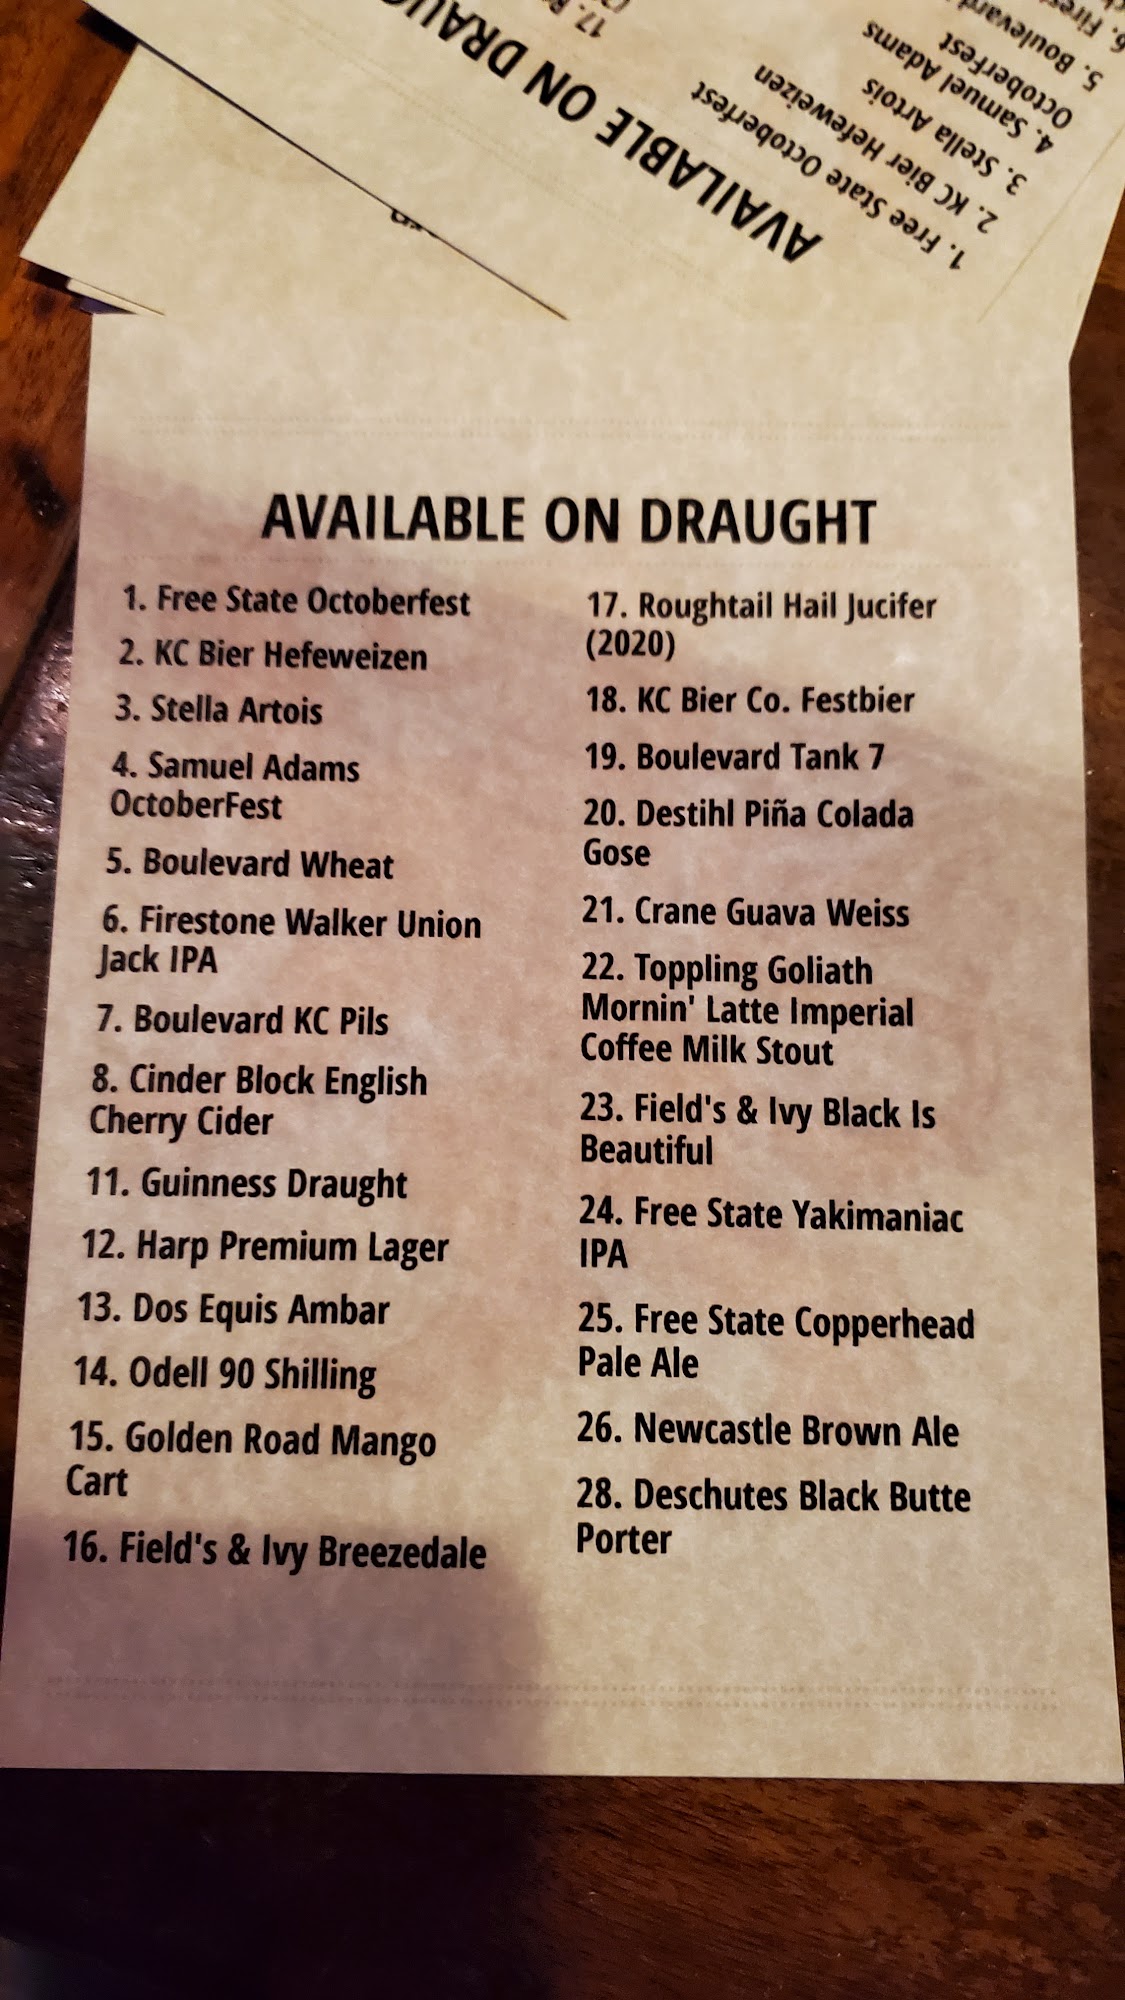 AVAILABLE ON DRAUG
17.
1. Free State Octoberfest
2. KC Bier Hefeweizen
3. Stella Artois
4. Samuel Adams
OctoberFest
5. Boulevard
6.
AVAILABLE ON DRAUGHT
1. Free State Octoberfest
2. KC Bier Hefeweizen
3. Stella Artois
4. Samuel Adams
OctoberFest
5. Boulevard Wheat
6. Firestone Walker Union
Jack IPA
7. Boulevard KC Pils
8. Cinder Block English
Cherry Cider
11. Guinness Draught
12. Harp Premium Lager
13. Dos Equis Ambar
14. Odell 90 Shilling
15. Golden Road Mango
Cart
16. Field's & Ivy Breezedale
17. Roughtail Hail Jucifer
(2020)
18. KC Bier Co. Festbier
19. Boulevard Tank 7
20. Destihl Piña Colada
Gose
21. Crane Guava Weiss
22. Toppling Goliath
Mornin' Latte Imperial
Coffee Milk Stout
23. Field's & Ivy Black Is
Beautiful
24. Free State Yakimaniac
IPA
25. Free State Copperhead
Pale Ale
26. Newcastle Brown Ale
28. Deschutes Black Butte
Porter